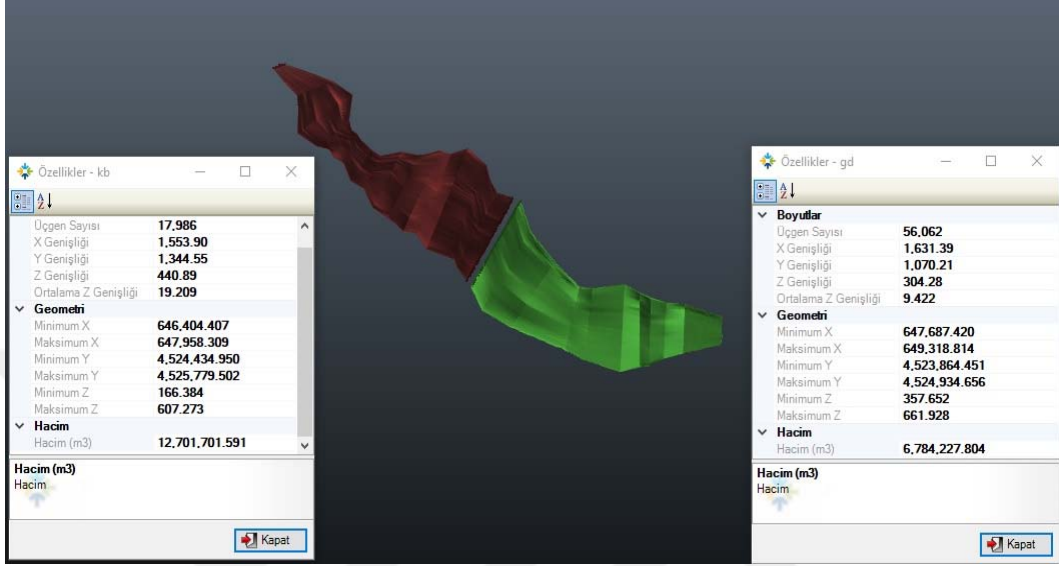 Özellikler - kb
Üçgen Sayısı 17,986
X Genişliği 1,553.90
Y Genişliği 1,344.55
Z Genişliği 440.89
Ortalama Z Genişliği 19.209
Geometri
Minimum X 646,404.407
Maksimum X 647,958.309
Minimum Y 4,524,434.950
Maksimum Y 4,525,779.502
Minimum Z 166.384
Maksimum Z 607.273
Hacim
Hacim (m3) 12,701,701.591
Hacim (m3)
Hacim
Kapat
Özellikler - gd
Boyutlar
Üçgen Sayısı 56,062
X Genişliği 1,631.39
Y Genişliği 1,070.21
Z Genişliği 304.28
Ortalama Z Genişliği 9.422
Geometri
Minimum X 647,687.420
Maksimum X 649,318.814
Minimum Y 4,523,864.451
Maksimum Y 4,524,934.656
Minimum Z 357.652
Maksimum Z 661.928
Hacim
Hacim (m3) 6,784,227.804
Hacim (m3)
Hacim
Kapat